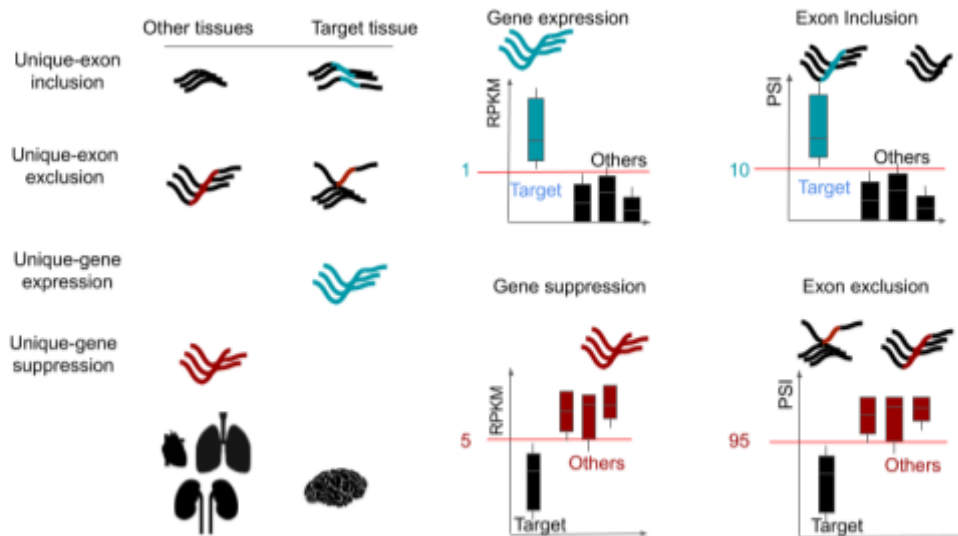 Other tissues
Target tissue
Unique-exon
inclusion
Unique-exon
exclusion
Unique-gene
expression
Unique-gene
suppression
Gene expression
RPKM
1
Target
Others
Exon Inclusion
PSI
10
Target
Others
Gene suppression
RPKM
5
Others
Target
Exon exclusion
PSI
95
Others
Target